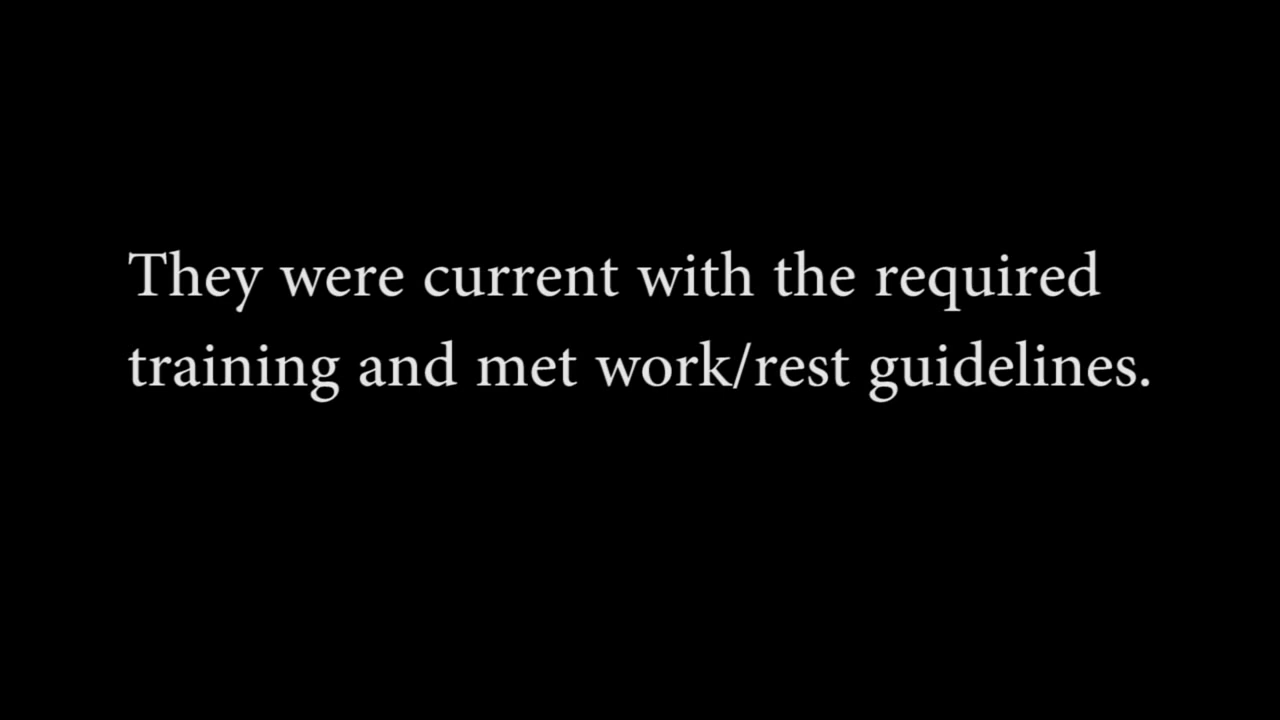 They were current with the required
training and met work/rest guidelines.